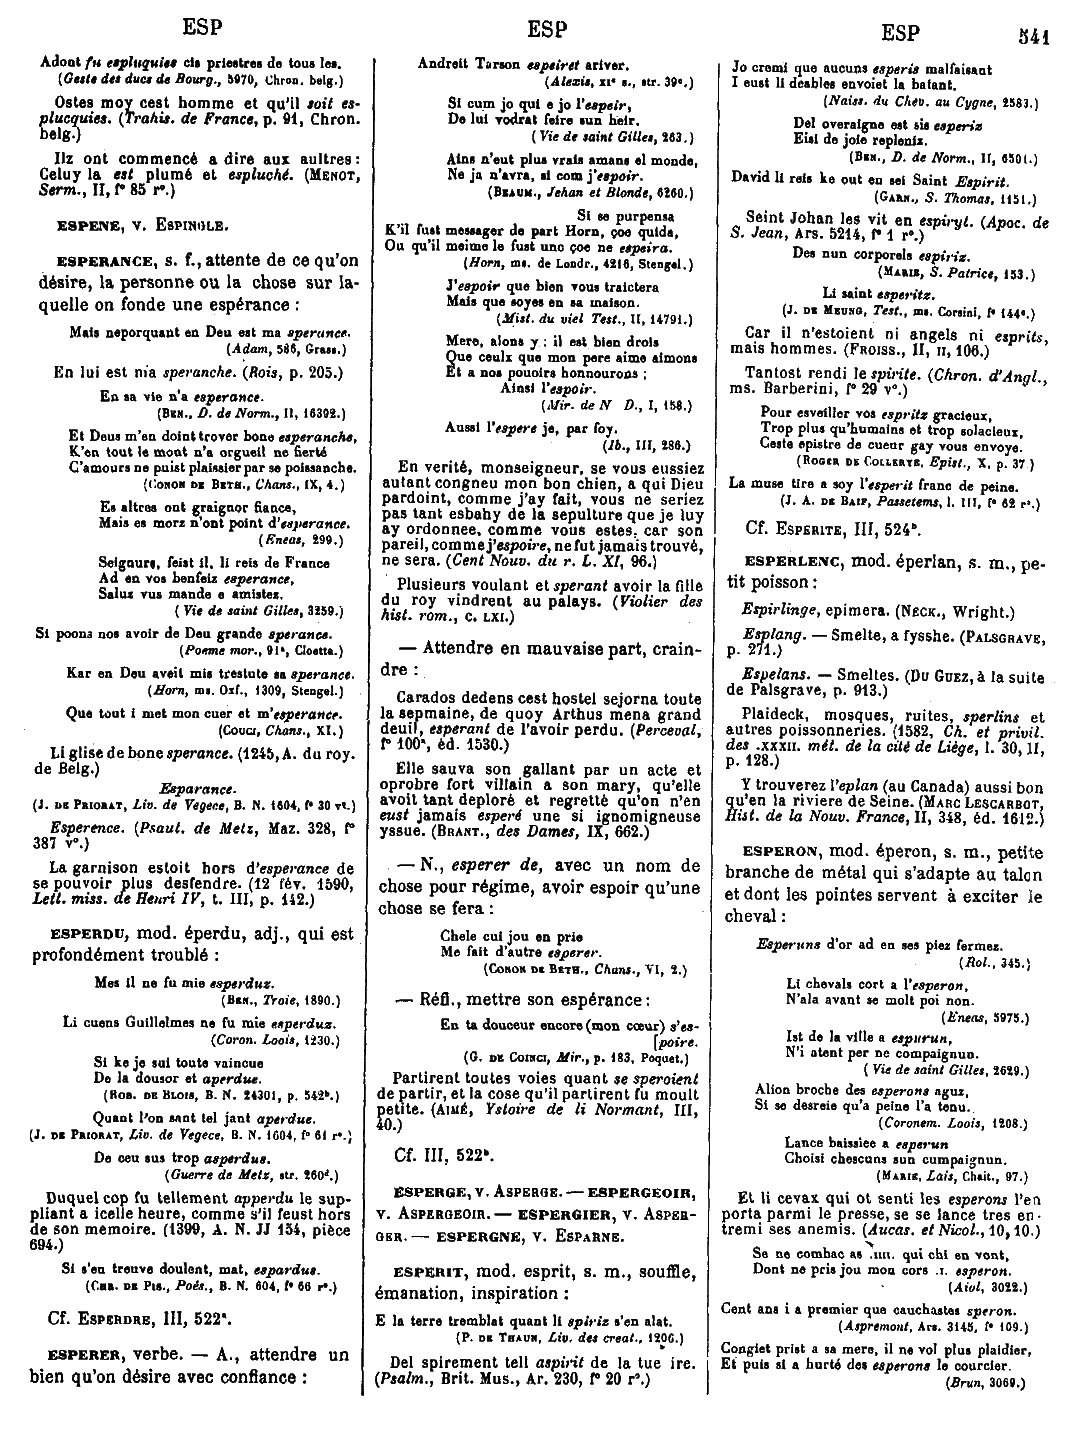 ESP
Adont fu espluquies cis priestres de tous les.
(Geste des ducs de Bourg., 5970, Chron. belg.)
Ostes moy cest homme et qu'il soit es-
plucquies. (Trahis. de France, p. 91, Chron.
belg.)
Ilz ont commencé a dire aux aultres :
Celuy la est plumé et espluché. (MENOT,
Serm., II, f° 85 r°.)
ESPENE, V. ESPINGLE.
ESPERANCE, s. f., attente de ce qu'on
désire, la personne ou la chose sur la-
quelle on fonde une espérance :
Mais neporquant en Deu est ma sperance.
(Adam, 586, Grass.)
En lui est m'a speranche. (Rois, p. 205.)
En sa vie n'a esperance.
(BEN., D. de Norm., II, 16392.)
Et Deus m'en doint trover bone esperanche,
K'en tout le mont n'a orgueil ne fierté
C'amours ne puist plaissier par se poissanche.
(CONON DE BETH., Chans., IX, 4.)
Es altres ont graignor fiance,
Mais es morz n'ont point d'esperance.
(Eneas, 299.)
Seignurs, feist il, li reis de France
Ad en vos benfeiz esperance,
Saluz vus mande e amistez.
(Vie de saint Gilles, 3259.)
Si poons nos avoir de Deu grande sperance.
(Poeme mor., 91ª, Cloetta.)
Kar en Deu aveit mis trestute sa sperance.
(Horn, ms. Oxf., 1309, Stengel.)
Que tout i met mon cuer et m'esperance.
(COUCI, Chans., XI.)
Li glise de bone sperance. (1245, A. du roy.
de Belg.)
Esparance.
(J. DE PRIORAT, Liv. de Vegece, B. N. 1604, f° 30 v°.)
Esperence. (Psaut. de Metz, Maz. 328, f°
387 v°.)
La garnison estoit hors d'esperance de
se pouvoir plus desfendre. (12 fév. 1590,
Lett. miss. de Henri IV, t. III, p. 142.)
ESPERDU, mod. éperdu, adj., qui est
profondément troublé :
Mes il ne fu mie esperduz.
(BEN., Troie, 1890.)
Li cuens Guillelmes ne fu mie esperduz.
(Coron. Loois, 1230.)
Si ke je sui toute vaincue
De la dousor et aperdue.
(ROB. DE BLOIS, B. N. 24301, p. 542ᵇ.)
Quant l'on sant tel jant aperdue.
(J. DE PRIORAT, Liv. de Vegece, B. N. 1604, f° 61 r°.)
De ceu sus trop asperdus.
(Guerre de Metz, str. 260ᵈ.)
Duquel cop fu tellement apperdu le sup-
pliant a icelle heure, comme s'il feust hors
de son memoire. (1399, A. N. JJ 154, pièce
694.)
Si s'en treuve doulent, mat, espardus.
(CHR. DE PIS., Poés., B. N. 604, f° 66 r°.)
Cf. ESPERDRE, III, 522ª.
ESPERER, verbe. — A., attendre un
bien qu'on désire avec confiance :
ESP
Andreit Tarson espeiret ariver.
(Alexis, XIᵉ s., str. 39ᵉ.)
Si cum jo qui e jo l'espeir,
De lui vodrat feire sun heir.
(Vie de saint Gilles, 263.)
Ains n'eut plus vrais amans el monde,
Ne ja n'avra, si com j'espoir.
(BEAUM., Jehan et Blonde, 6260.)
Si se purpensa
K'il fust messager de part Horn, çoe quida,
Ou qu'il meime le fust uno çoe ne espeira.
(Horn, ms. de Londr., 4216, Stengel.)
J'espoir que bien vous traictera
Mais que soyes en sa maison.
(Mist. du viel Test., II, 14791.)
Mere, alons y : il est bien drois
Que ceulx que mon pere aime aimons
Et a nos pouoirs honnourons ;
Ainsi l'espoir.
(Mir. de N D., I, 158.)
Aussi l'espere je, par foy.
(Ib., III, 286.)
En verité, monseigneur, se vous eussiez
autant congneu mon bon chien, a qui Dieu
pardoint, comme j'ay fait, vous ne seriez
pas tant esbahy de la sepulture que je luy
ay ordonnee, comme vous estes, car son
pareil, comme j'espoire, ne fut jamais trouvé,
ne sera. (Cent Nouv. du r. L. XI, 96.)
Plusieurs voulant et sperant avoir la fille
du roy vindrent au palays. (Violier des
hist. rom., c. LXI.)
— Attendre en mauvaise part, crain-
dre :
Carados dedens cest hostel sejorna toute
la sepmaine, de quoy Arthus mena grand
deuil, esperant de l'avoir perdu. (Perceval,
f° 100ª, éd. 1530.)
Elle sauva son gallant par un acte et
oprobre fort villain a son mary, qu'elle
avoit tant deploré et regretté qu'on n'en
eust jamais esperé une si ignomigneuse
yssue. (BRANT., des Dames, IX, 662.)
— N., esperer de, avec un nom de
chose pour régime, avoir espoir qu'une
chose se fera :
Chele cui jou en prie
Me fait d'autre esperer.
(CONON DE BETH., Chans., VI, 2.)
— Réfl., mettre son espérance :
En ta douceur encore (mon cœur) s'es-
[poire.
(G. DE COINCI, Mir., p. 183, Poquet.)
Partirent toutes voies quant se speroient
de partir, et la cose qu'il partirent fu moult
petite. (AIMÉ, Ystoire de li Normant, III,
40.)
Cf. III, 522ᵇ.
ESPERGE, V. ASPERGE. — ESPERGEOIR,
V. ASPERGEOIR. — ESPERGIER, V. ASPER-
GER. — ESPERGNE, V. ESPARNE.
ESPERIT, mod. esprit, s. m., souffle,
émanation, inspiration :
E la terre tremblat quant li spiriz s'en alat.
(P. DE THAUN, Liv. des creat., 1206.)
Del spirement tell aspirit de la tue ire.
(Psalm., Brit. Mus., Ar. 230, f° 20 r°.)
ESP 541
Jo cremi que aucuns esperis malfaisant
I eust li deables envoiet la batant.
(Naiss. du Chev. au Cygne, 2583.)
Del overaigne est sis esperiz
Eisi de joie repleniz.
(BEN., D. de Norm., II, 6501.)
David li reis ke out en sei Saint Espirit.
(GARN., S. Thomas, 1151.)
Seint Johan les vit en espiryt. (Apoc. de
S. Jean, Ars. 5214, f° 1 r°.)
Des nun corporels espiriz.
(MARIE, S. Patrice, 153.)
Li saint esperitz.
(J. DE MEUNG, Test., ms. Corsini, f° 144ᵉ.)
Car il n'estoient ni angels ni esprits,
mais hommes. (FROISS., II, II, 106.)
Tantost rendi le spirite. (Chron. d'Angl.,
ms. Barberini, f° 29 v°.)
Pour esveiller vos espritz gracieux,
Trop plus qu'humains et trop solacieux,
Ceste epistre de cueur gay vous envoye.
(ROGER DE COLLERYE, Epist., X, p. 37.)
La muse tire a soy l'esperit franc de peine.
(J. A. DE BAIF, Passetems, l. III, f° 62 r°.)
Cf. ESPERITE, III, 524ᵇ.
ESPERLENC, mod. éperlan, s. m., pe-
tit poisson :
Espirlinge, epimera. (NECK., Wright.)
Esplang. — Smelte, a fysshe. (PALSGRAVE,
p. 271.)
Espelans. — Smeltes. (DU GUEZ, à la suite
de Palsgrave, p. 913.)
Plaideck, mosques, ruites, sperlins et
autres poissonneries. (1582, Ch. et privil.
des .XXXII. mét. de la cité de Liège, l. 30, II,
p. 128.)
Y trouverez l'eplan (au Canada) aussi bon
qu'en la riviere de Seine. (MARC LESCARBOT,
Hist. de la Nouv. France, II, 348, éd. 1612.)
ESPERON, mod. éperon, s. m., petite
branche de métal qui s'adapte au talon
et dont les pointes servent à exciter le
cheval :
Esperuns d'or ad en ses piez fermez.
(Rol., 345.)
Li chevals cort a l'esperon,
N'ala avant se molt poi non.
(Eneas, 5975.)
Ist de la ville a espurun,
N'i atent per ne compaignun.
(Vie de saint Gilles, 2629.)
Alion broche des esperons aguz,
Si se desreie qu'a peine l'a tenu.
(Coronem. Loois, 1208.)
Lance baissiee a esperun
Choisi chescuns sun cumpaignun.
(MARIE, Lais, Chait., 97.)
Et li cevax qui ot senti les esperons l'en
porta parmi le presse, se se lance tres en-
tremi ses anemis. (Aucas. et Nicol., 10, 10.)
Se ne combac as .IIII. qui chi en vont,
Dont ne pris jou mon cors .I. esperon.
(Aiol, 3022.)
Cent ans i a premier que cauchastes speron.
(Aspremont, Ars. 3145, f° 109.)
Congiet prist a sa mere, il ne vol plus plaidier,
Et puis si a hurté des esperons le courcier.
(Brun, 3069.)